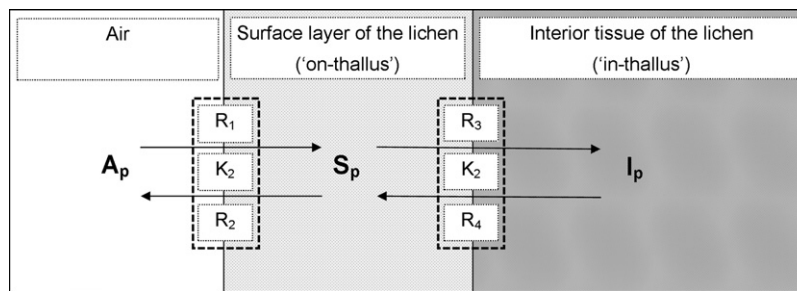 Air
Surface layer of the lichen
('on-thallus')
Interior tissue of the lichen
('in-thallus')
R₁
R₃
Aₚ
K₂
Sₚ
K₂
Iₚ
R₂
R₄